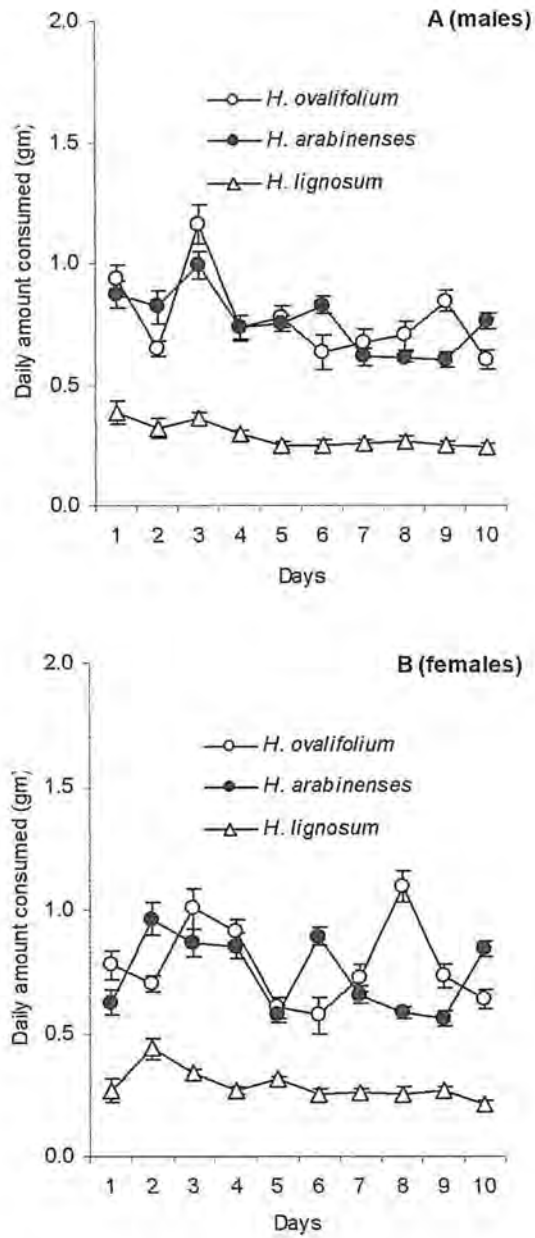 A (males)
2.0
1.5
1.0
0.5
0.0
Daily amount consumed (gm)
H. ovalifolium
H. arabinenses
H. lignosum
1 2 3 4 5 6 7 8 9 10
Days
B (females)
2.0
1.5
1.0
0.5
0.0
Daily amount consumed (gm)
H. ovalifolium
H. arabinenses
H. lignosum
1 2 3 4 5 6 7 8 9 10
Days